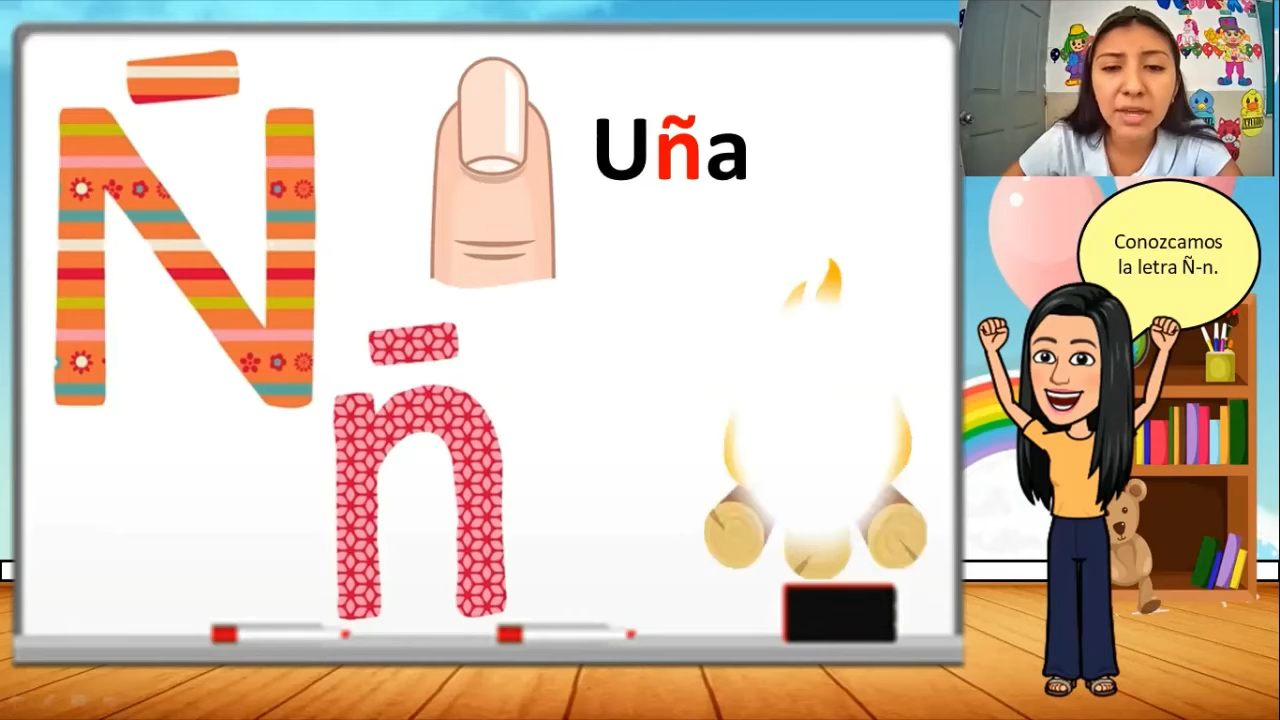 Ñ
ñ
Uña
Conozcamos
la letra Ñ-n.